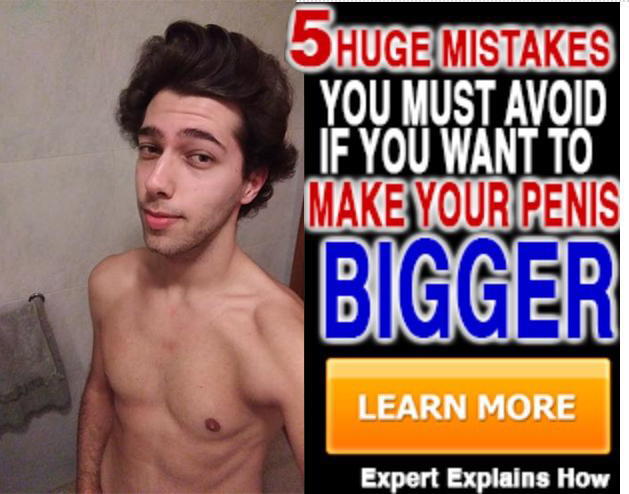 5 HUGE MISTAKES
YOU MUST AVOID
IF YOU WANT TO
MAKE YOUR PENIS
BIGGER
LEARN MORE
Expert Explains How